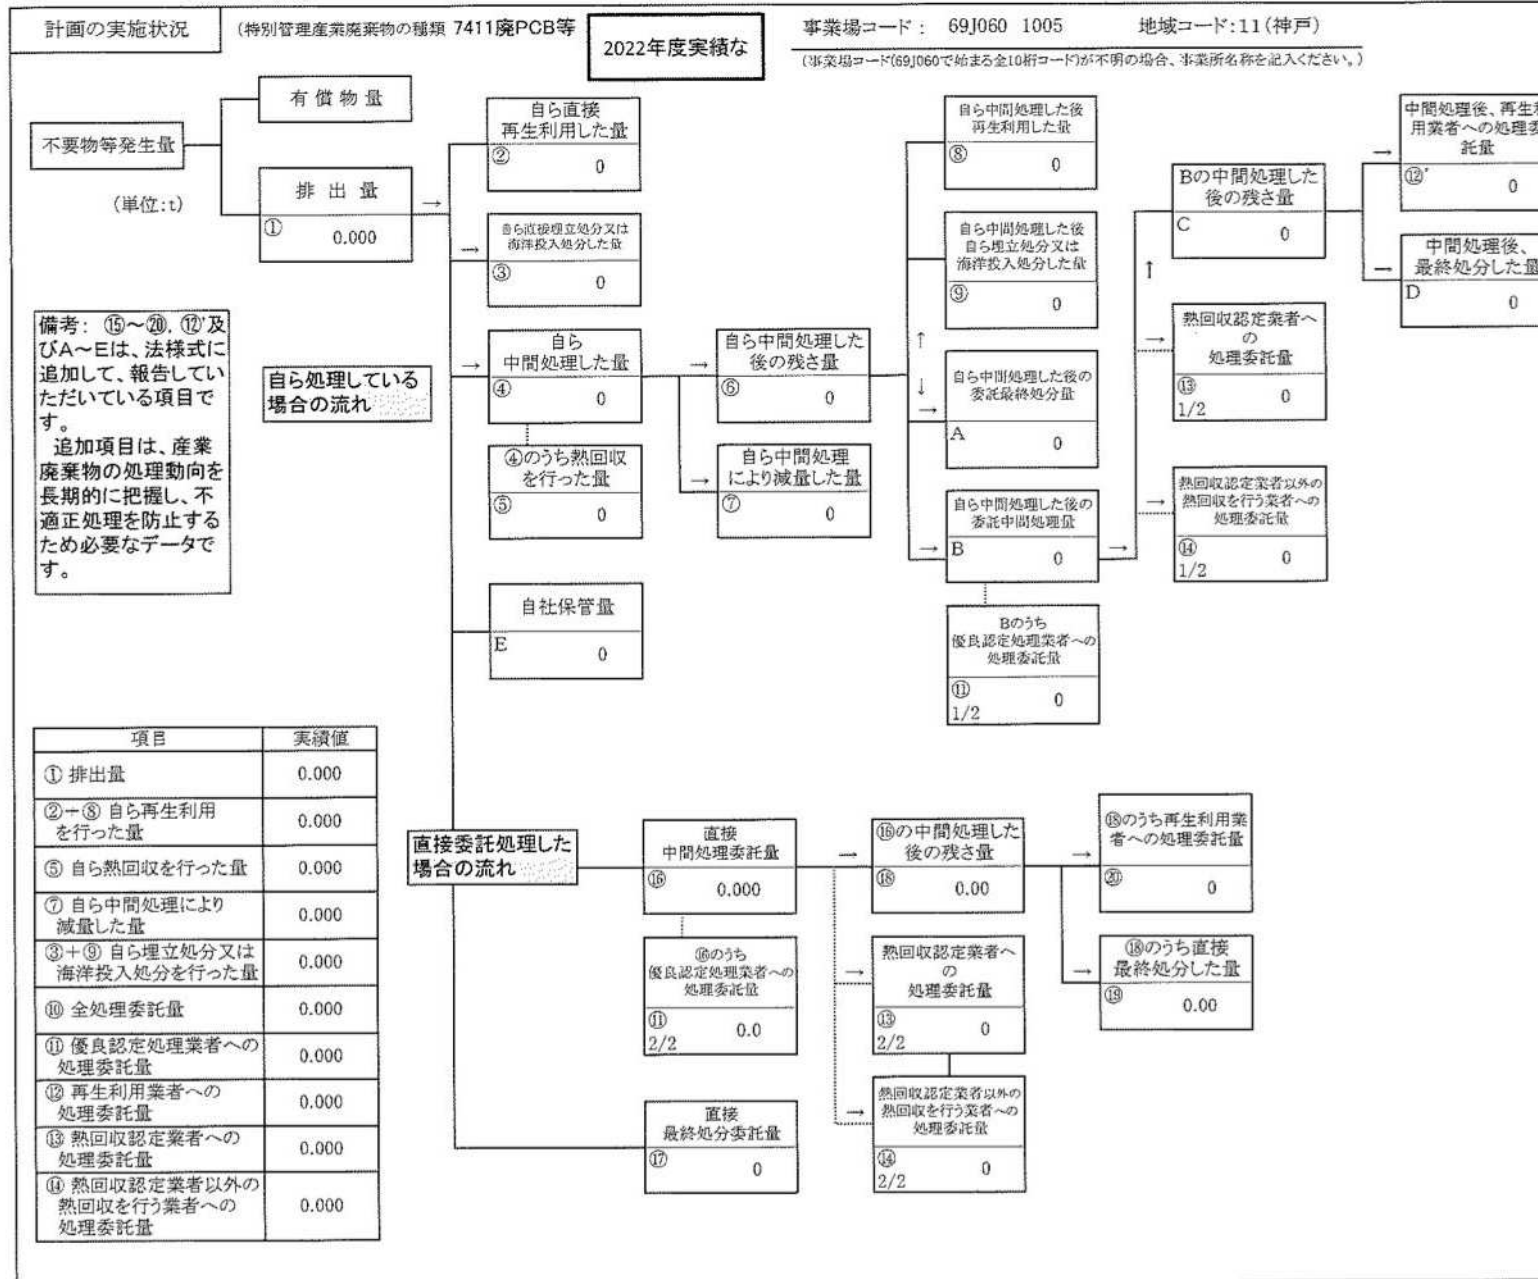 計画の実施状況
(特別管理産業廃棄物の種類 7411廃PCB等
2022年度実績な
事業場コード: 69J060 1005 地域コード:11(神戸)
(事業場コード(69J060で始まる全10桁コード)が不明の場合、事業所名称を記入ください。)
不要物等発生量
(単位:t)
有償物量
排出量
① 0.000
→
自ら直接
再生利用した量
② 0
→
自ら直接埋立処分又は
海洋投入処分した量
③ 0
→
自ら
中間処理した量
④ 0
④のうち熱回収
を行った量
⑤ 0
自社保管量
E 0
→
自ら中間処理した
後の残さ量
⑥ 0
→
自ら中間処理
により減量した量
⑦ 0
自ら中間処理した後
再生利用した量
⑧ 0
自ら中間処理した後
自ら埋立処分又は
海洋投入処分した量
⑨ 0
↑
↓
→
自ら中間処理した後の
委託最終処分量
A 0
→
自ら中間処理した後の
委託中間処理量
B 0
→
Bのうち
優良認定処理業者への
処理委託量
⑪
1/2 0
↑
Bの中間処理した
後の残さ量
C 0
→
熱回収認定業者へ
の
処理委託量
⑬
1/2 0
→
熱回収認定業者以外の
熱回収を行う業者への
処理委託量
⑭
1/2 0
→
中間処理後、再生利
用業者への処理委
託量
⑫' 0
→
中間処理後、
最終処分した量
D 0
備考: ⑮~⑳, ⑫'及
びA~Eは、法様式に
追加して、報告してい
ただいている項目で
す。
追加項目は、産業
廃棄物の処理動向を
長期的に把握し、不
適正処理を防止する
ため必要なデータで
す。
自ら処理している
場合の流れ
項目 実績値
① 排出量 0.000
②+⑧ 自ら再生利用
を行った量 0.000
⑤ 自ら熱回収を行った量 0.000
⑦ 自ら中間処理により
減量した量 0.000
③+⑨ 自ら埋立処分又は
海洋投入処分を行った量 0.000
⑩ 全処理委託量 0.000
⑪ 優良認定処理業者への
処理委託量 0.000
⑫ 再生利用業者への
処理委託量 0.000
⑬ 熱回収認定業者への
処理委託量 0.000
⑭ 熱回収認定業者以外の
熱回収を行う業者への
処理委託量 0.000
直接委託処理した
場合の流れ
直接
中間処理委託量
⑯ 0.000
→
⑯のうち
優良認定処理業者への
処理委託量
⑪
2/2 0.0
直接
最終処分委託量
⑰ 0
⑯の中間処理した
後の残さ量
⑱ 0.00
→
→
熱回収認定業者へ
の
処理委託量
⑬
2/2 0
→
熱回収認定業者以外の
熱回収を行う業者への
処理委託量
⑭
2/2 0
⑱のうち再生利用業
者への処理委託量
⑳ 0
→
⑱のうち直接
最終処分した量
⑲ 0.00